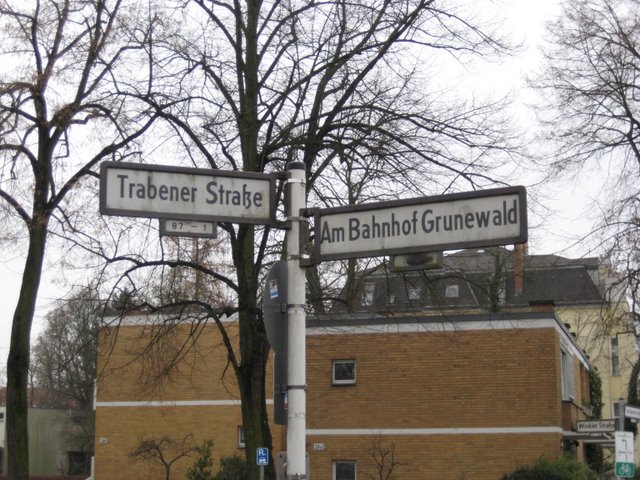 Trabener Straße
87 - 1
Am Bahnhof Grunewald
Winkler Straße
P